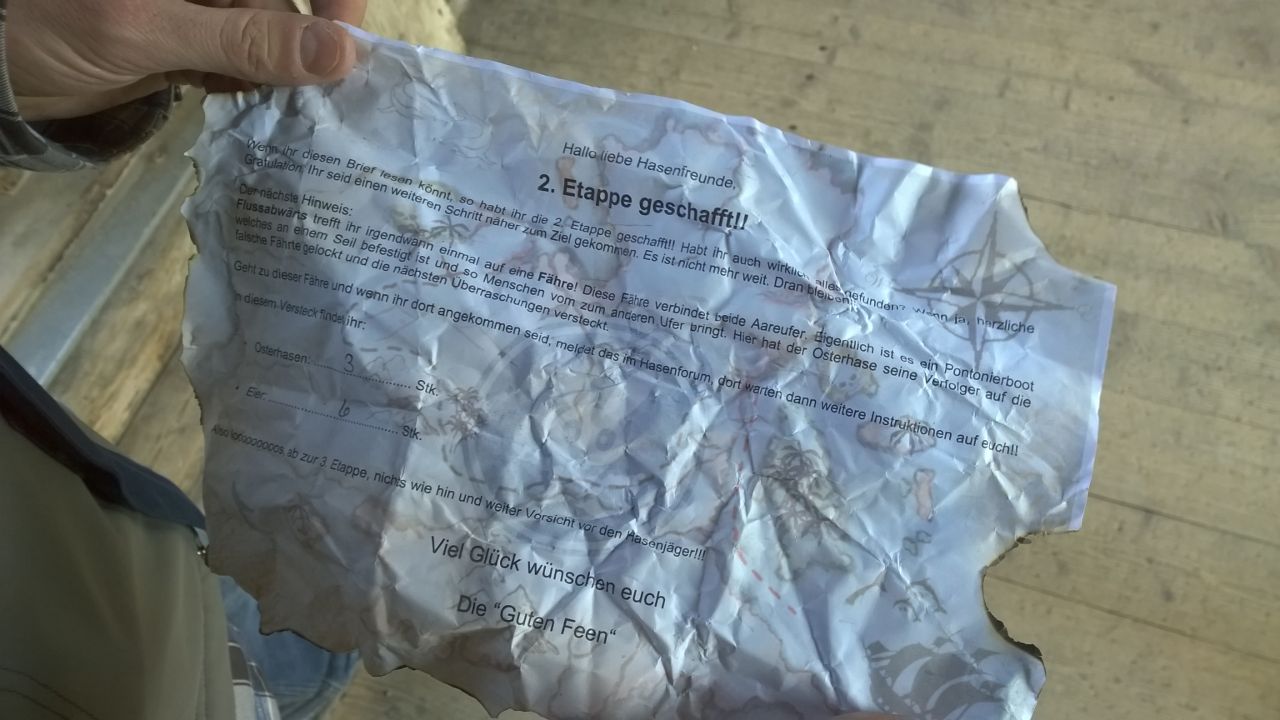 Hallo liebe Hasenfreunde,
2. Etappe geschafft!!
Wenn ihr diesen Brief lesen könnt, so habt ihr die 2. Etappe geschafft!! Habt ihr auch wirklich alles gefunden? Wenn ja, herzliche
Gratulation! Ihr seid einen weiteren Schritt näher zum Ziel gekommen. Es ist nicht mehr weit. Dran bleiben
Der nächste Hinweis:
Flussabwärts trefft ihr irgendwann einmal auf eine Fähre! Diese Fähre verbindet beide Aareufer. Eigentlich ist es ein Pontonierboot
welches an einem Seil befestigt ist und so Menschen vom zum anderen Ufer bringt. Hier hat der Osterhase seine Verfolger auf die
falsche Fährte gelockt und die nächsten Überraschungen versteckt.
Geht zu dieser Fähre und wenn ihr dort angekommen seid, meldet das im Hasenforum, dort warten dann weitere Instruktionen auf euch!!
In diesem Versteck findet ihr:
Osterhasen: ........3............... Stk.
Eier ...................6............. Stk.
Also looooooooos ab zur 3. Etappe, nichts wie hin und weiter Vorsicht vor den Hasenjäger!!!
Viel Glück wünschen euch
Die "Guten Feen"